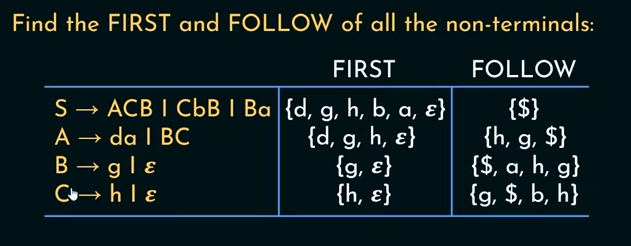 Find the FIRST and FOLLOW of all the non-terminals:
FIRST FOLLOW
S → ACB | CbB | Ba {d, g, h, b, a, ε} {$}
A → da | BC {d, g, h, ε} {h, g, $}
B → g | ε {g, ε} {$, a, h, g}
C → h | ε {h, ε} {g, $, b, h}